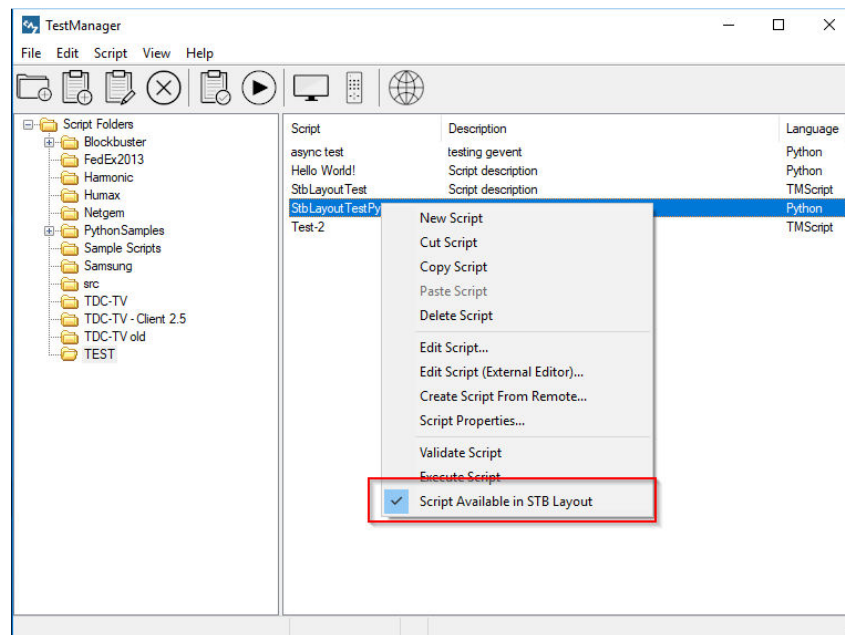 TestManager
File Edit Script View Help
Script Folders
Blockbuster
FedEx2013
Harmonic
Humax
Netgem
PythonSamples
Sample Scripts
Samsung
src
TDC-TV
TDC-TV - Client 2.5
TDC-TV old
TEST
Script Description Language
async test testing gevent Python
Hello World! Script description Python
StbLayoutTest Script description TMScript
StbLayoutTestPy Python
Test-2 TMScript
New Script
Cut Script
Copy Script
Paste Script
Delete Script
Edit Script...
Edit Script (External Editor)...
Create Script From Remote...
Script Properties...
Validate Script
Execute Script
Script Available in STB Layout